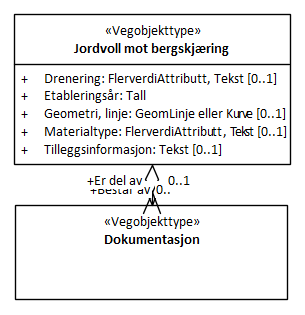 «Vegobjekttype»
Jordvoll mot bergskjæring
+ Drenering: FlerverdiAttributt, Tekst [0..1]
+ Etableringsår: Tall
+ Geometri, linje: GeomLinje eller Kurve [0..1]
+ Materialtype: FlerverdiAttributt, Tekst [0..1]
+ Tilleggsinformasjon: Tekst [0..1]
+Er del av 0..1
+Består av 0..
«Vegobjekttype»
Dokumentasjon